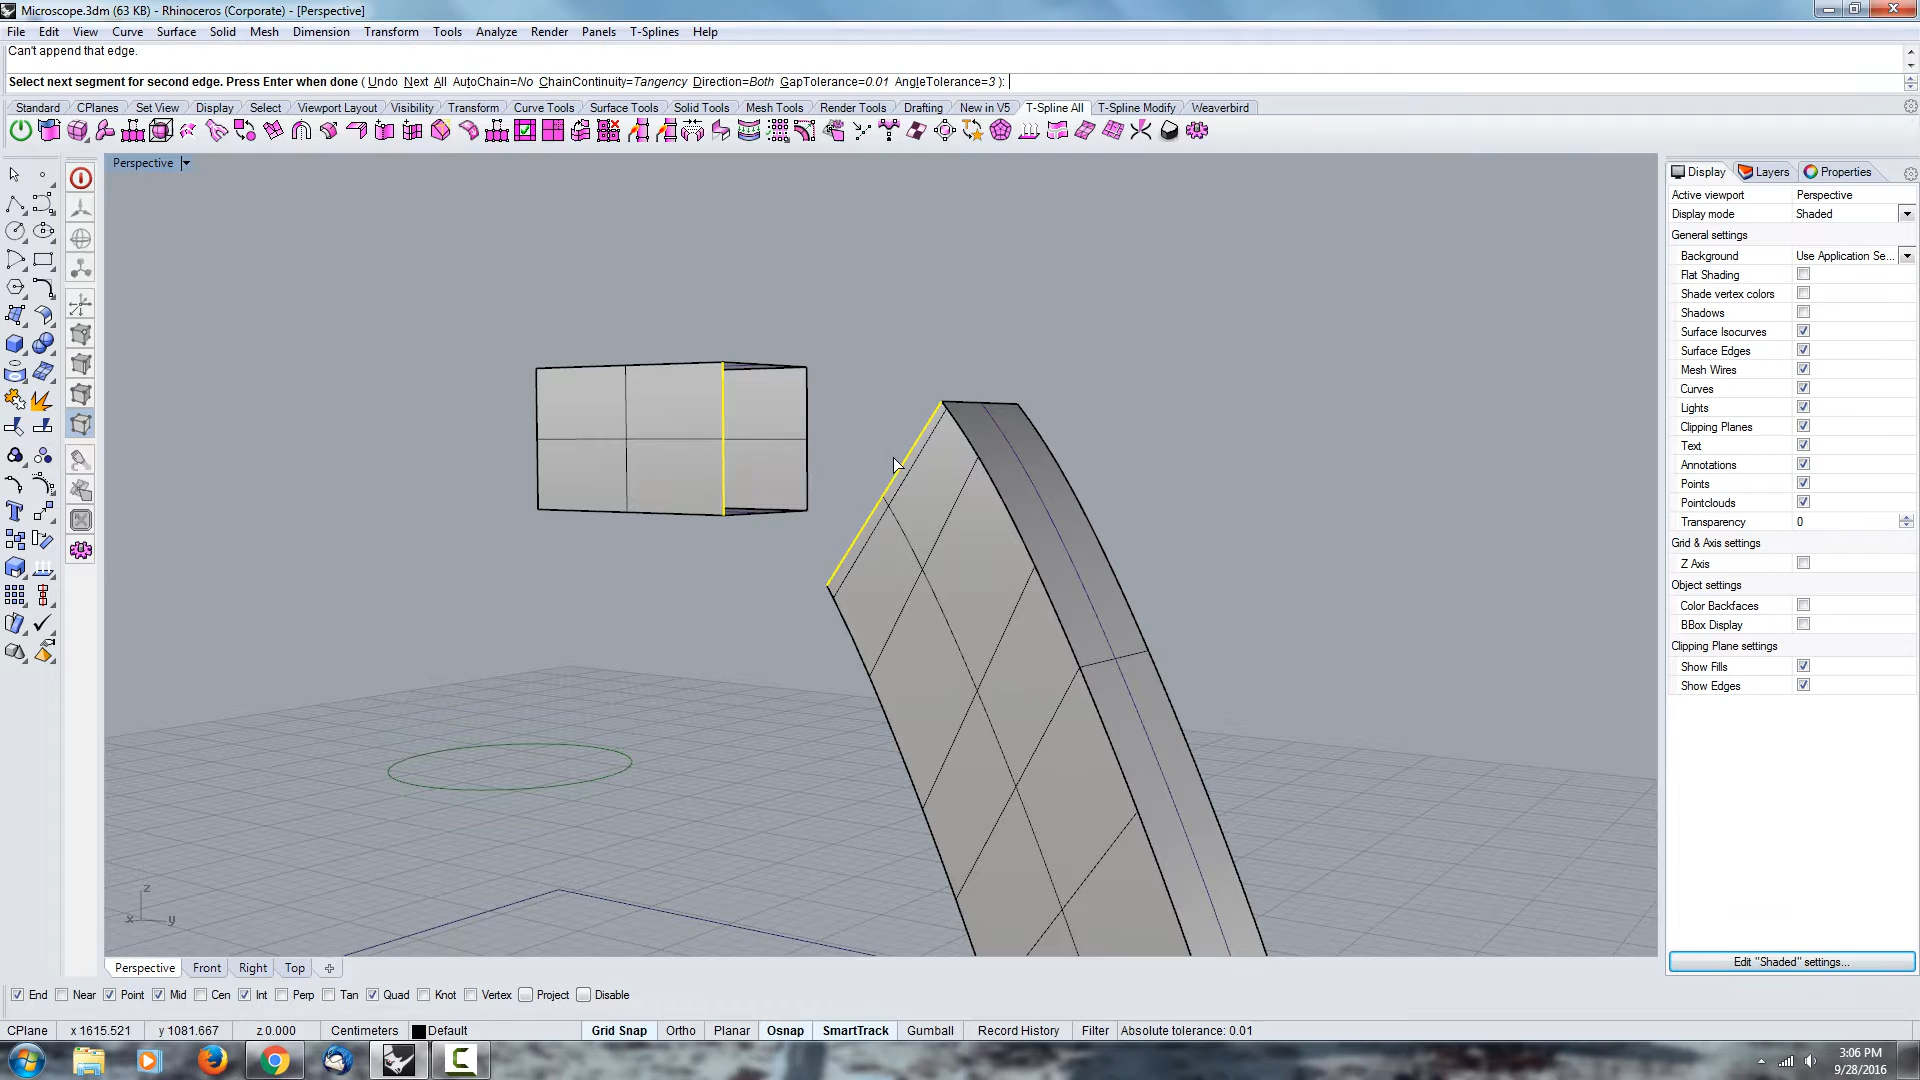 Microscope.3dm (63 KB) - Rhinoceros (Corporate) - [Perspective]
File Edit View Curve Surface Solid Mesh Dimension Transform Tools Analyze Render Panels T-Splines Help
Can't append that edge.
Select next segment for second edge. Press Enter when done ( Undo Next All AutoChain=No ChainContinuity=Tangency Direction=Both GapTolerance=0.01 AngleTolerance=3 ):
Standard CPlanes Set View Display Select Viewport Layout Visibility Transform Curve Tools Surface Tools Solid Tools Mesh Tools Render Tools Drafting New in V5 T-Spline All T-Spline Modify Weaverbird
Perspective
Display Layers Properties
Active viewport Perspective
Display mode Shaded
General settings
Background Use Application Se...
Flat Shading
Shade vertex colors
Shadows
Surface Isocurves
Surface Edges
Mesh Wires
Curves
Lights
Clipping Planes
Text
Annotations
Points
Pointclouds
Transparency 0
Grid & Axis settings
Z Axis
Object settings
Color Backfaces
BBox Display
Clipping Plane settings
Show Fills
Show Edges
z
x y
Edit "Shaded" settings...
Perspective Front Right Top
End Near Point Mid Cen Int Perp Tan Quad Knot Vertex Project Disable
CPlane x 1615.521 y 1081.667 z 0.000 Centimeters Default Grid Snap Ortho Planar Osnap SmartTrack Gumball Record History Filter Absolute tolerance: 0.01
3:06 PM
9/28/2016